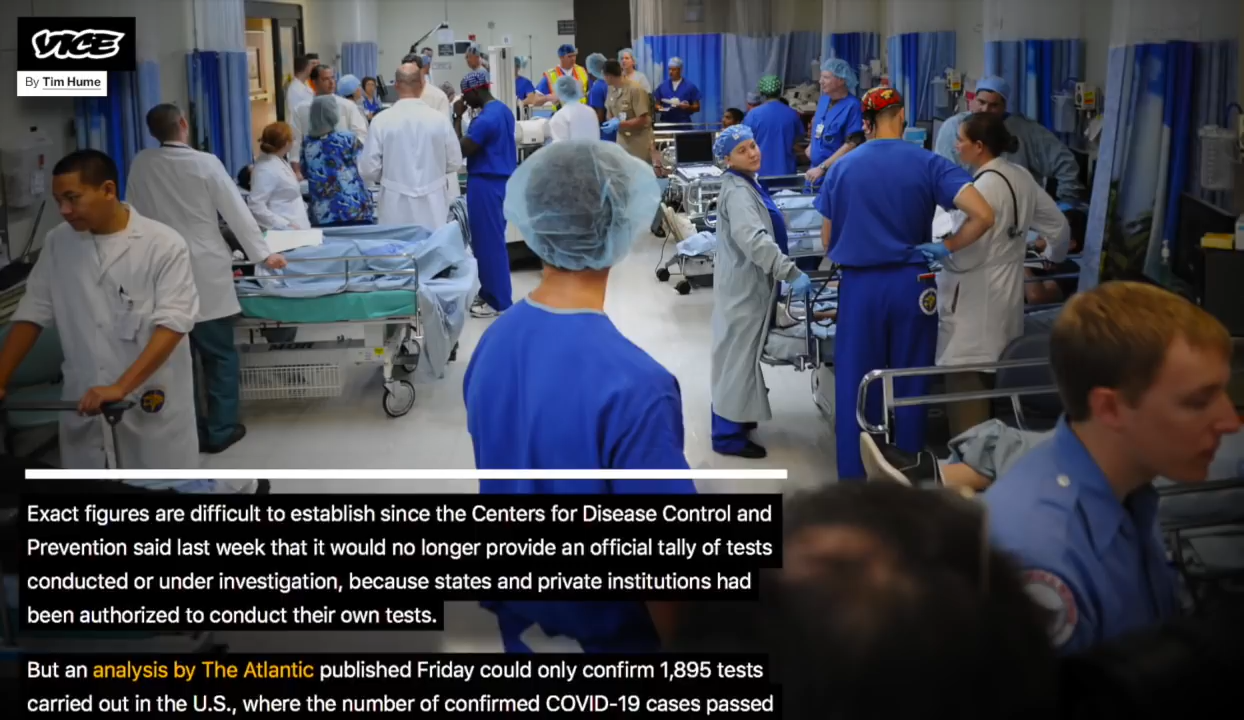 VICE
By Tim Hume
Exact figures are difficult to establish since the Centers for Disease Control and
Prevention said last week that it would no longer provide an official tally of tests
conducted or under investigation, because states and private institutions had
been authorized to conduct their own tests.
But an analysis by The Atlantic published Friday could only confirm 1,895 tests
carried out in the U.S., where the number of confirmed COVID-19 cases passed